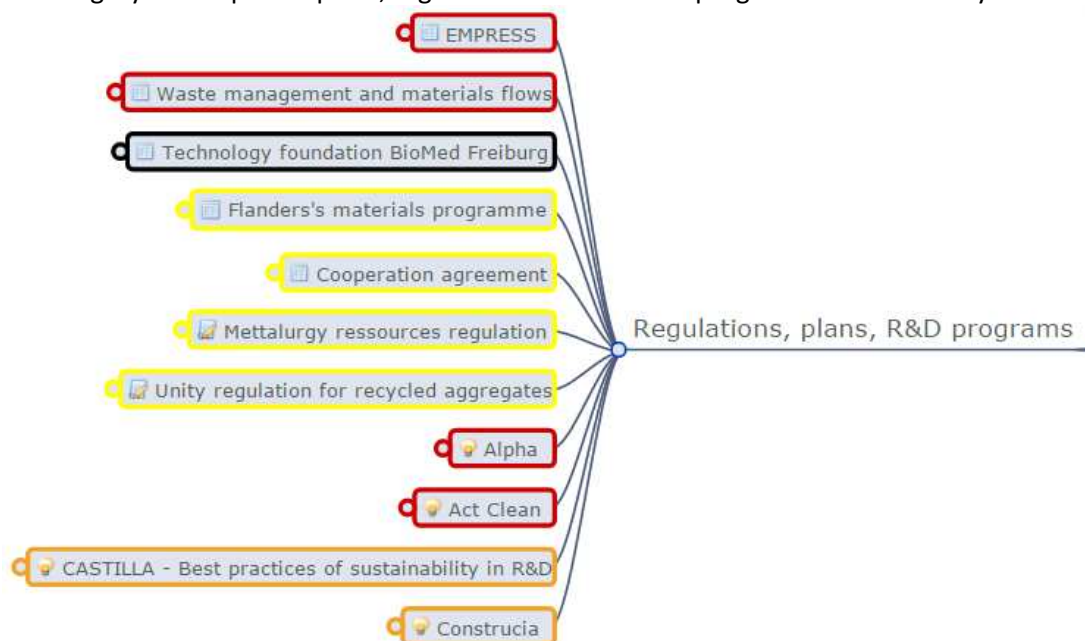 EMPRESS
Waste management and materials flows
Technology foundation BioMed Freiburg
Flanders's materials programme
Cooperation agreement
Mettalurgy ressources regulation
Unity regulation for recycled aggregates
Alpha
Act Clean
CASTILLA - Best practices of sustainability in R&D
Construcia
Regulations, plans, R&D programs